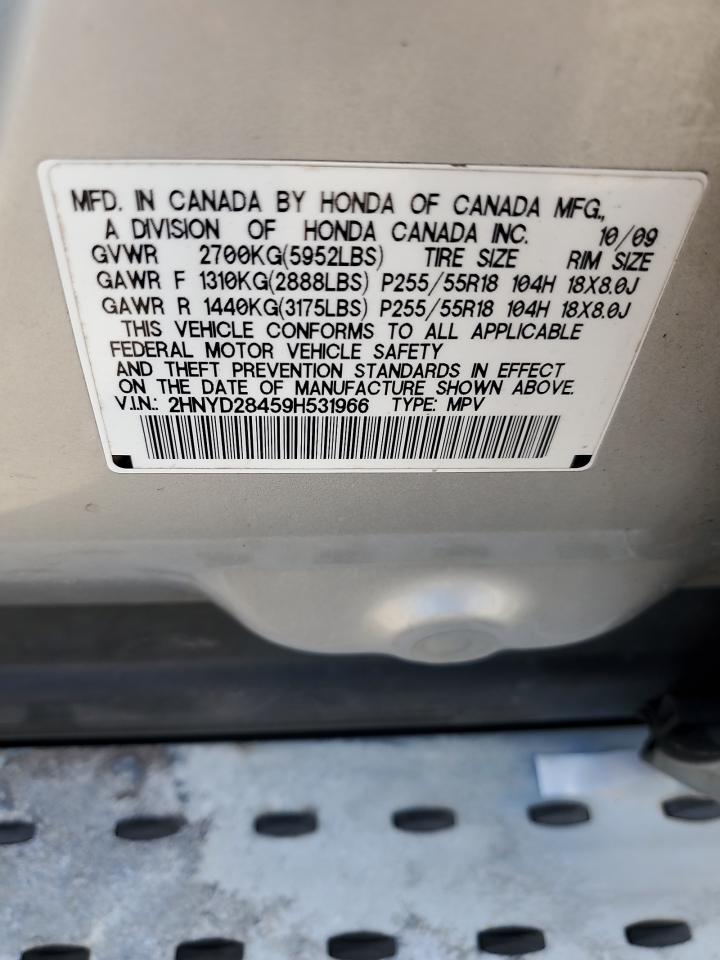 MFD. IN CANADA BY HONDA OF CANADA MFG.,
A DIVISION OF HONDA CANADA INC. 10/09
GVWR 2700KG(5952LBS) TIRE SIZE RIM SIZE
GAWR F 1310KG(2888LBS) P255/55R18 104H 18X8.0J
GAWR R 1440KG(3175LBS) P255/55R18 104H 18X8.0J
THIS VEHICLE CONFORMS TO ALL APPLICABLE
FEDERAL MOTOR VEHICLE SAFETY
AND THEFT PREVENTION STANDARDS IN EFFECT
ON THE DATE OF MANUFACTURE SHOWN ABOVE.
V.I.N.: 2HNYD28459H531966 TYPE: MPV